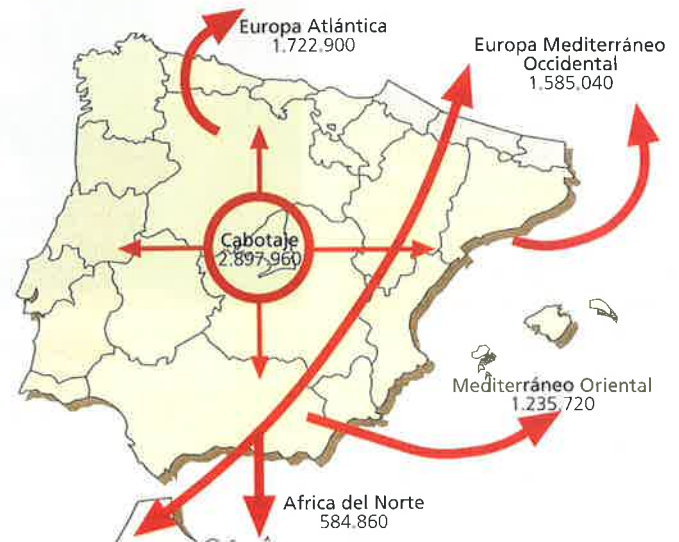 Europa Atlántica
1.722.900
Europa Mediterráneo
Occidental
1.585.040
Cabotaje
2.897.960
Mediterráneo Oriental
1.235.720
Africa del Norte
584.860